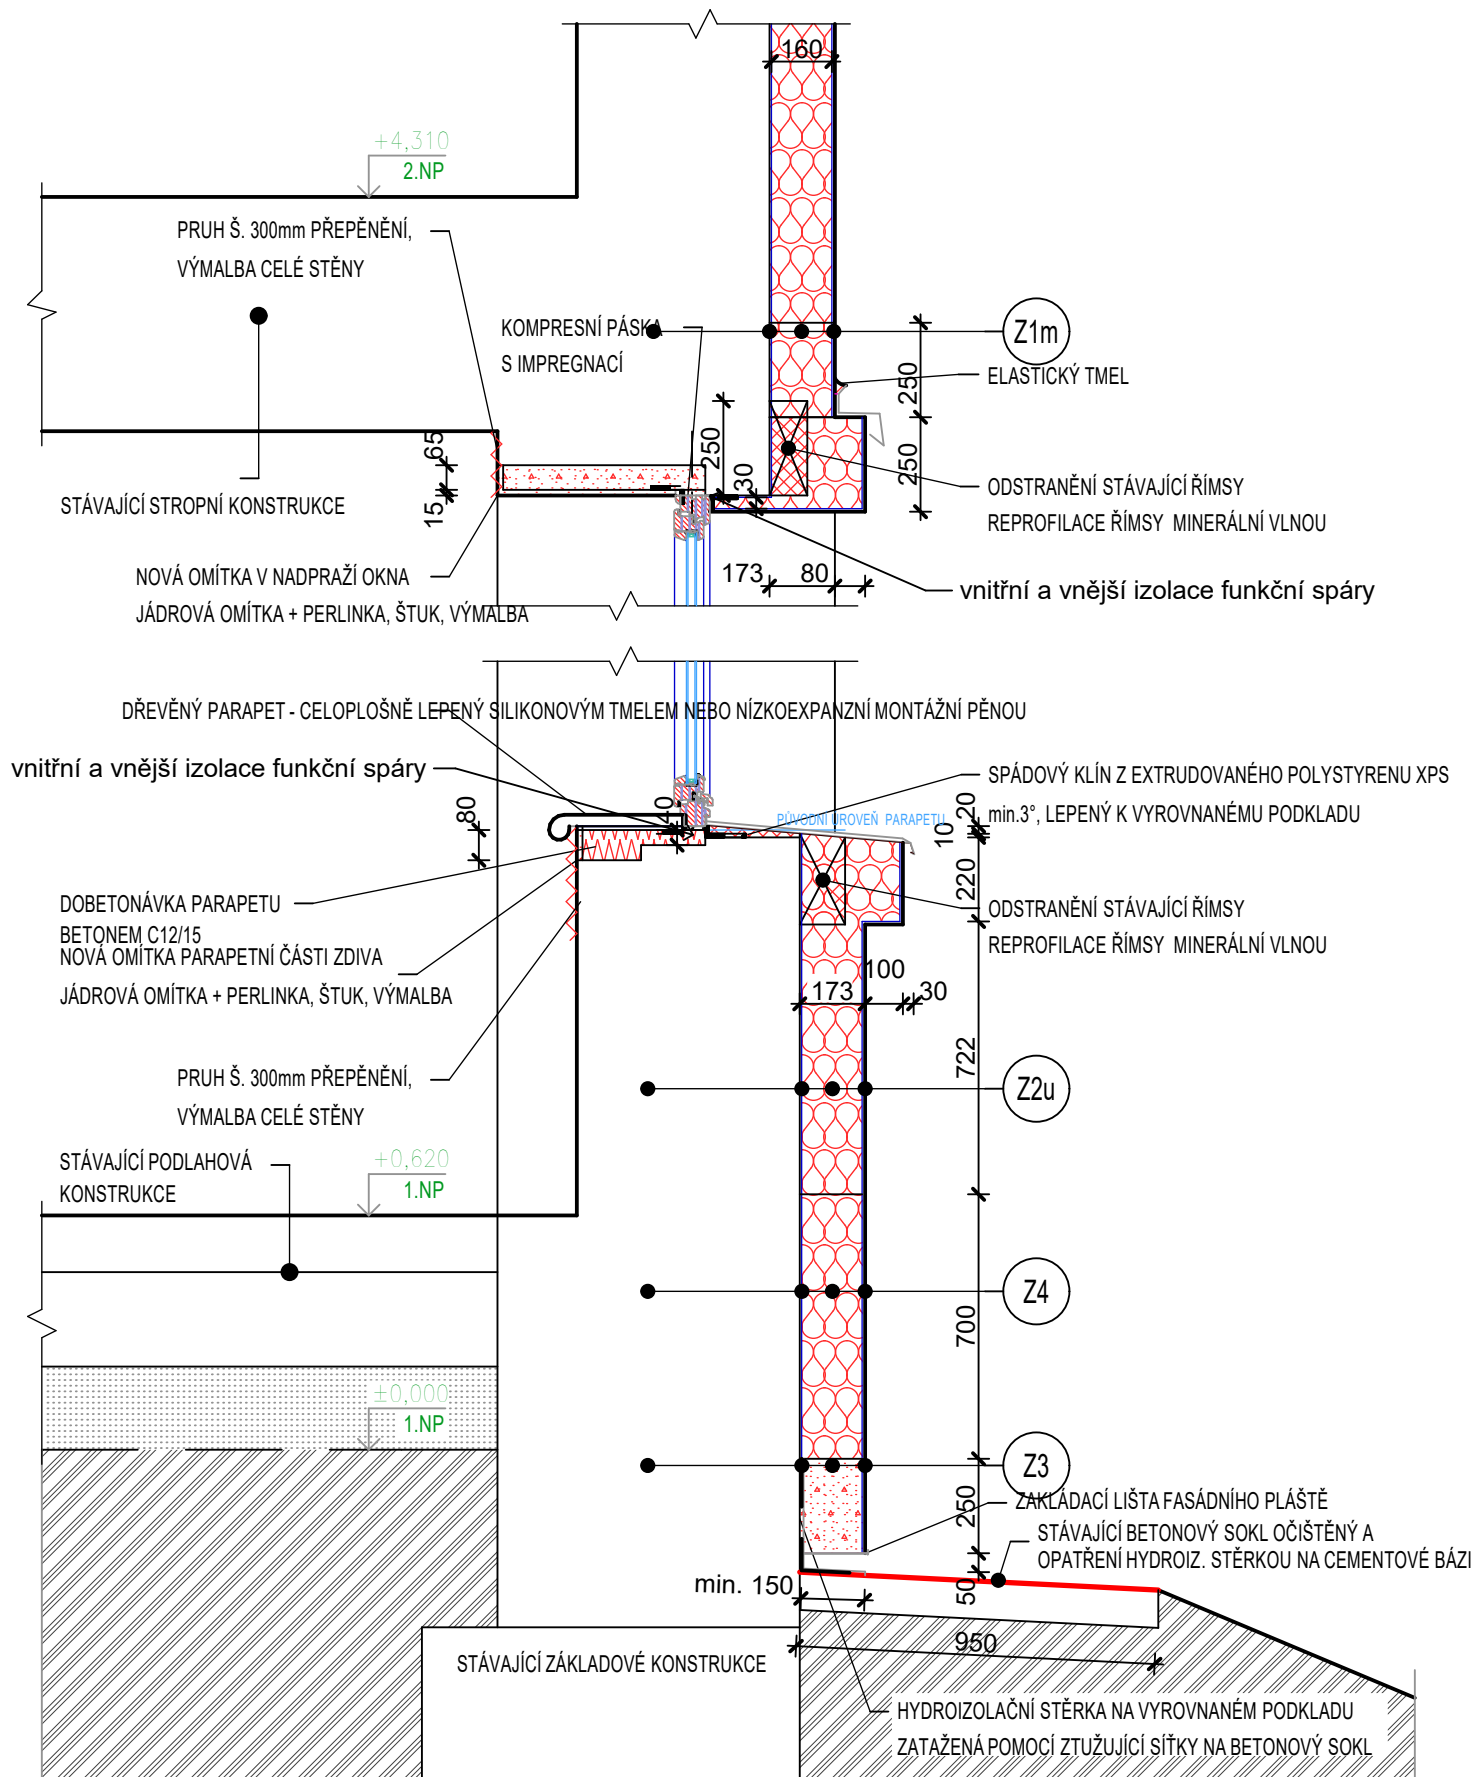 160
+4,310
2.NP
PRUH Š. 300mm PŘEPĚNĚNÍ,
VÝMALBA CELÉ STĚNY
KOMPRESNÍ PÁSKA
S IMPREGNACÍ
Z1m
250
ELASTICKÝ TMEL
65
15
250
30
250
STÁVAJÍCÍ STROPNÍ KONSTRUKCE
ODSTRANĚNÍ STÁVAJÍCÍ ŘÍMSY
REPROFILACE ŘÍMSY MINERÁLNÍ VLNOU
NOVÁ OMÍTKA V NADPRAŽÍ OKNA
JÁDROVÁ OMÍTKA + PERLINKA, ŠTUK, VÝMALBA
173
80
vnitřní a vnější izolace funkční spáry
DŘEVĚNÝ PARAPET - CELOPLOŠNĚ LEPENÝ SILIKONOVÝM TMELEM NEBO NÍZKOEXPANZNÍ MONTÁŽNÍ PĚNOU
vnitřní a vnější izolace funkční spáry
SPÁDOVÝ KLÍN Z EXTRUDOVANÉHO POLYSTYRENU XPS
min.3°, LEPENÝ K VYROVNANÉMU PODKLADU
80
40
PŮVODNÍ ÚROVEŇ PARAPETU
10
20
220
DOBETONÁVKA PARAPETU
BETONEM C12/15
NOVÁ OMÍTKA PARAPETNÍ ČÁSTI ZDIVA
JÁDROVÁ OMÍTKA + PERLINKA, ŠTUK, VÝMALBA
ODSTRANĚNÍ STÁVAJÍCÍ ŘÍMSY
REPROFILACE ŘÍMSY MINERÁLNÍ VLNOU
100
173
30
722
PRUH Š. 300mm PŘEPĚNĚNÍ,
VÝMALBA CELÉ STĚNY
Z2u
STÁVAJÍCÍ PODLAHOVÁ
KONSTRUKCE
+0,620
1.NP
Z4
700
±0,000
1.NP
Z3
250
ZAKLÁDACÍ LIŠTA FASÁDNÍHO PLÁŠTĚ
STÁVAJÍCÍ BETONOVÝ SOKL OČIŠTĚNÝ A
OPATŘENÍ HYDROIZ. STĚRKOU NA CEMENTOVÉ BÁZI
50
min. 150
950
STÁVAJÍCÍ ZÁKLADOVÉ KONSTRUKCE
HYDROIZOLAČNÍ STĚRKA NA VYROVNANÉM PODKLADU
ZATAŽENÁ POMOCÍ ZTUŽUJÍCÍ SÍŤKY NA BETONOVÝ SOKL